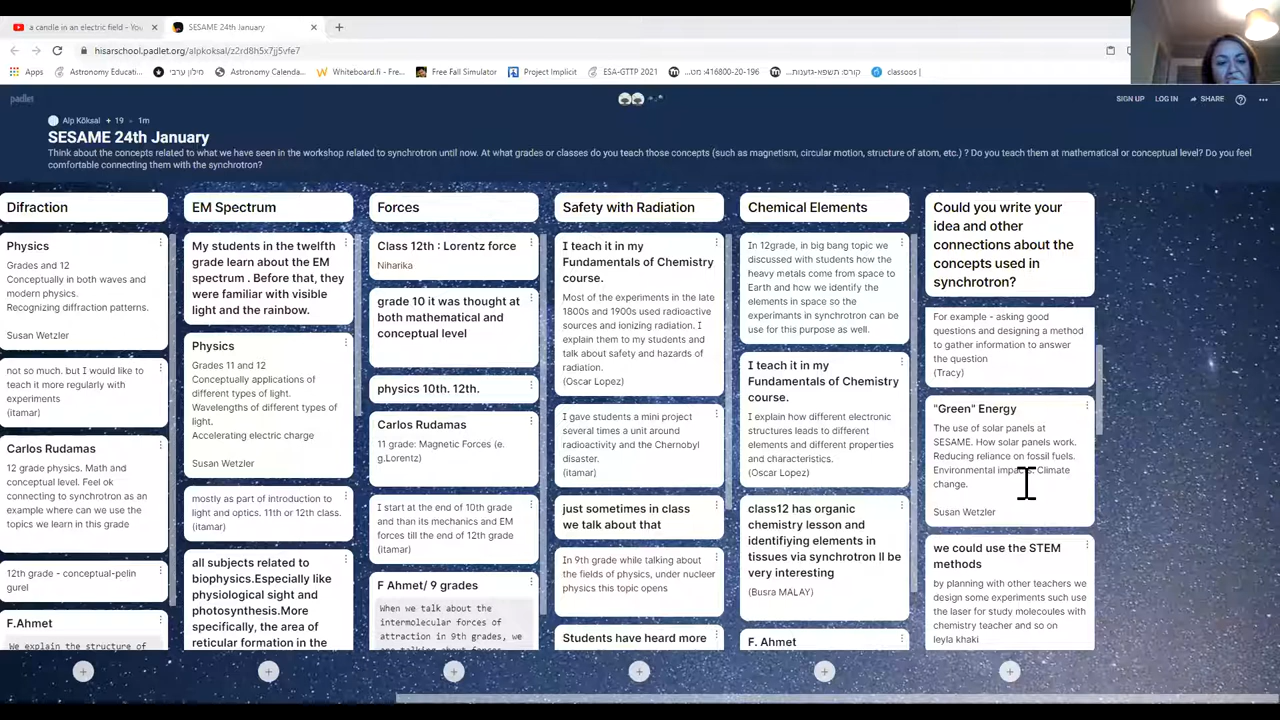 a candle in an electric field - You
SESAME 24th January
hisarschool.padlet.org/alpkoksal/z2rd8h5x7jj5vfe7
Apps
Astronomy Educati...
מילון ערבי
Astronomy Calenda...
Whiteboard.fi - Fre...
Free Fall Simulator
Project Implicit
ESA-GTTP 2021
מט...416800-20-196
קורס: תשפא-גזענות...
classoos |
padlet
SIGN UP
LOG IN
SHARE
Alp Köksal + 19 · 1m
SESAME 24th January
Think about the concepts related to what we have seen in the workshop related to synchrotron until now. At what grades or classes do you teach those concepts (such as magnetism, circular motion, structure of atom, etc.) ? Do you teach them at mathematical or conceptual level? Do you feel
comfortable connecting them with the synchrotron?
Difraction
Physics
Grades and 12
Conceptually in both waves and
modern physics.
Recognizing diffraction patterns.
Susan Wetzler
not so much. but I would like to
teach it more regularly with
experiments
(itamar)
Carlos Rudamas
12 grade physics. Math and
conceptual level. Feel ok
connecting to synchrotron as an
example where can we use the
topics we learn in this grade
12th grade - conceptual-pelin
gurel
F.Ahmet
We explain the structure of
EM Spectrum
My students in the twelfth
grade learn about the EM
spectrum . Before that, they
were familiar with visible
light and the rainbow.
Physics
Grades 11 and 12
Conceptually applications of
different types of light.
Wavelengths of different types of
light.
Accelerating electric charge
Susan Wetzler
mostly as part of introduction to
light and optics. 11th or 12th class.
(itamar)
all subjects related to
biophysics.Especially like
physiological sight and
photosynthesis.More
specifically, the area of
reticular formation in the
Forces
Class 12th : Lorentz force
Niharika
grade 10 it was thought at
both mathematical and
conceptual level
physics 10th. 12th.
Carlos Rudamas
11 grade: Magnetic Forces (e.
g.Lorentz)
I start at the end of 10th grade
and than its mechanics and EM
forces till the end of 12th grade
(itamar)
F Ahmet/ 9 grades
When we talk about the
intermolecular forces of
attraction in 9th grades, we
are talking about forces
Safety with Radiation
I teach it in my
Fundamentals of Chemistry
course.
Most of the experiments in the late
1800s and 1900s used radioactive
sources and ionizing radiation. I
explain them to my students and
talk about safety and hazards of
radiation.
(Oscar Lopez)
I gave students a mini project
several times a unit around
radioactivity and the Chernobyl
disaster.
(itamar)
just sometimes in class
we talk about that
In 9th grade while talking about
the fields of physics, under nuclear
physics this topic opens
Students have heard more
Chemical Elements
In 12grade, in big bang topic we
discussed with students how the
heavy metals come from space to
Earth and how we identify the
elements in space so the
experimants in synchrotron can be
use for this purpose as well.
I teach it in my
Fundamentals of Chemistry
course.
I explain how different electronic
structures leads to different
elements and different properties
and characteristics.
(Oscar Lopez)
class12 has organic
chemistry lesson and
identifiying elements in
tissues via synchrotron ll be
very interesting
(Busra MALAY)
F. Ahmet
Could you write your
idea and other
connections about the
concepts used in
synchrotron?
For example - asking good
questions and designing a method
to gather information to answer
the question
(Tracy)
"Green" Energy
The use of solar panels at
SESAME. How solar panels work.
Reducing reliance on fossil fuels.
Environmental impacts. Climate
change.
Susan Wetzler
we could use the STEM
methods
by planning with other teachers we
design some experiments such use
the laser for study molecoules with
chemistry teacher and so on
leyla khaki